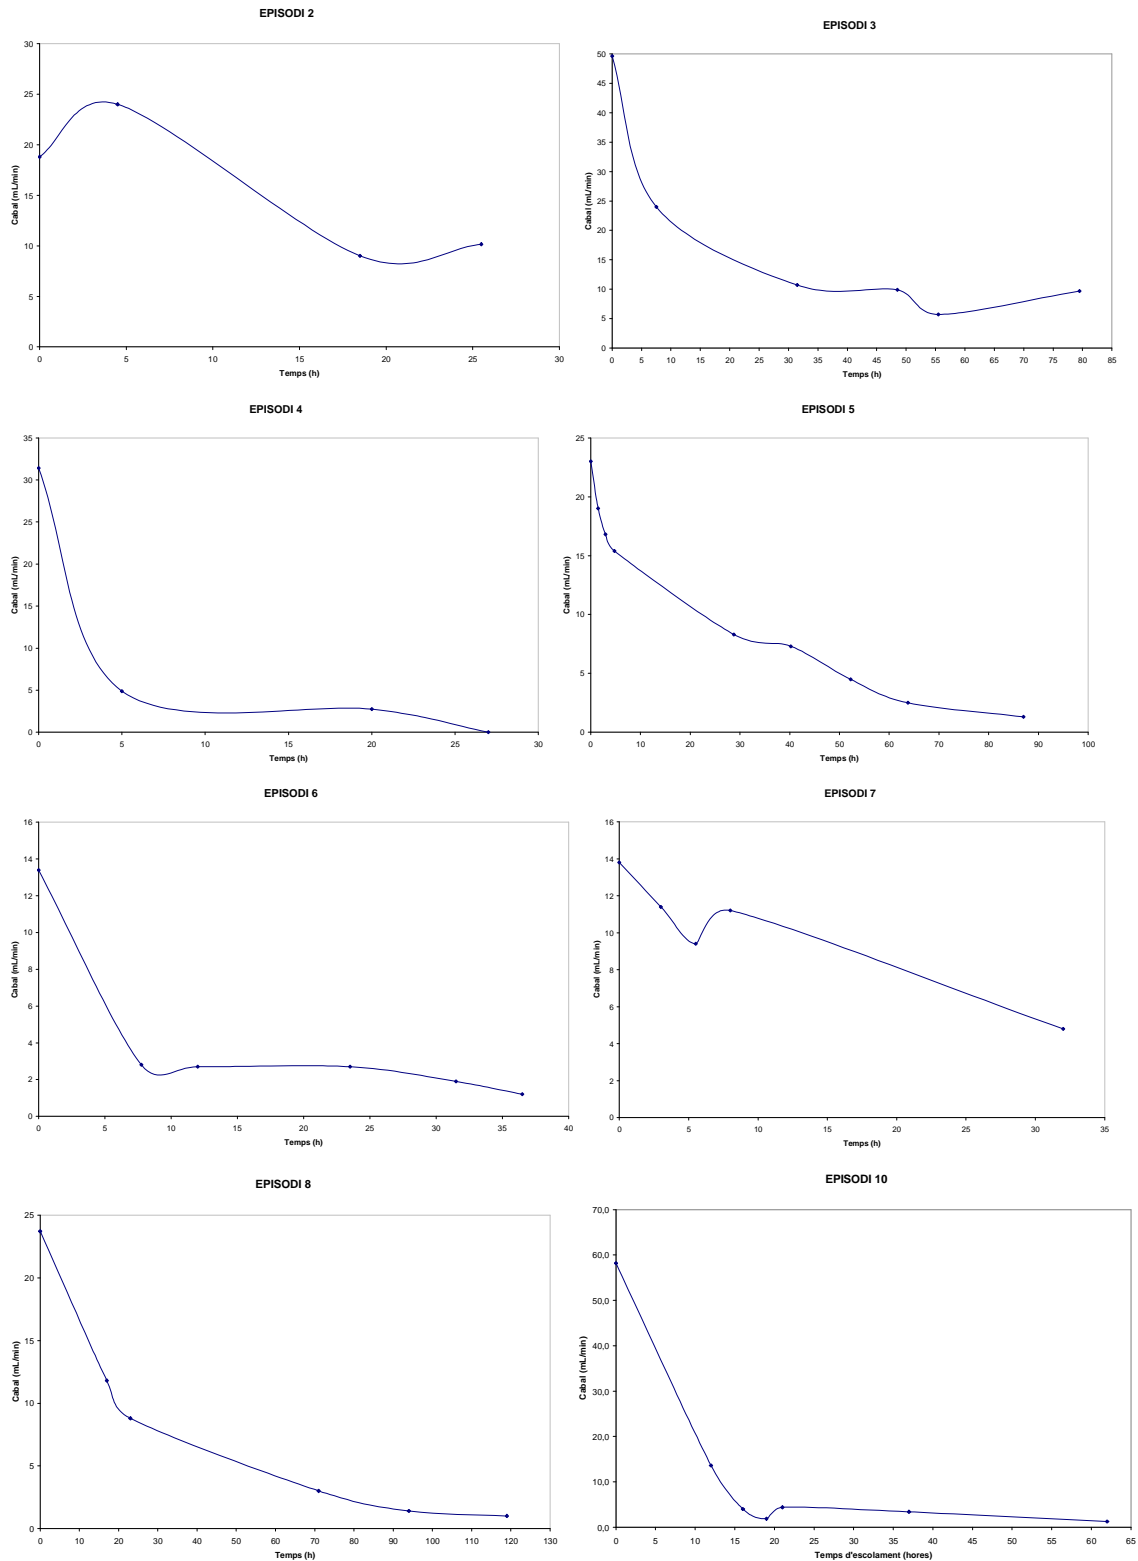 EPISODI 2
30
25
20
15
10
5
0
Cabal (mL/min)
0 5 10 15 20 25 30
Temps (h)
EPISODI 3
50
45
40
35
30
25
20
15
10
5
0
Cabal (mL/min)
0 5 10 15 20 25 30 35 40 45 50 55 60 65 70 75 80 85
Temps (h)
EPISODI 4
35
30
25
20
15
10
5
0
Cabal (mL/min)
0 5 10 15 20 25 30
Temps (h)
EPISODI 5
25
20
15
10
5
0
Cabal (mL/min)
0 10 20 30 40 50 60 70 80 90 100
Temps (h)
EPISODI 6
16
14
12
10
8
6
4
2
0
Cabal (mL/min)
0 5 10 15 20 25 30 35 40
Temps (h)
EPISODI 7
16
14
12
10
8
6
4
2
0
Cabal (mL/min)
0 5 10 15 20 25 30 35
Temps (h)
EPISODI 8
25
20
15
10
5
0
Cabal (mL/min)
0 10 20 30 40 50 60 70 80 90 100 110 120 130
Temps (h)
EPISODI 10
70,0
60,0
50,0
40,0
30,0
20,0
10,0
0,0
Cabal (mL/min)
0 5 10 15 20 25 30 35 40 45 50 55 60 65
Temps d'escolament (hores)